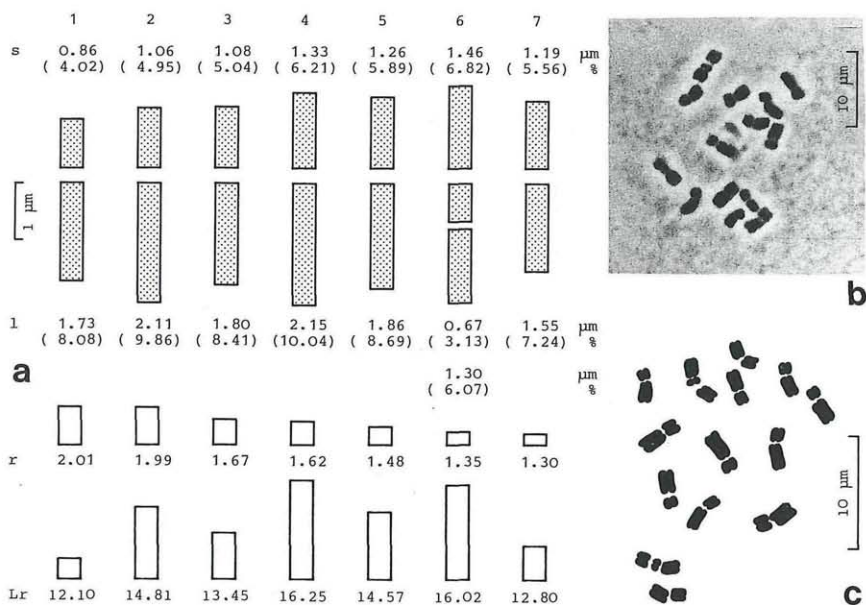 1 2 3 4 5 6 7
s 0.86 1.06 1.08 1.33 1.26 1.46 1.19 µm
( 4.02) ( 4.95) ( 5.04) ( 6.21) ( 5.89) ( 6.82) ( 5.56) %
1 µm
l 1.73 2.11 1.80 2.15 1.86 0.67 1.55 µm
( 8.08) ( 9.86) ( 8.41) (10.04) ( 8.69) ( 3.13) ( 7.24) %
1.30 µm
( 6.07) %
a
r 2.01 1.99 1.67 1.62 1.48 1.35 1.30
Lr 12.10 14.81 13.45 16.25 14.57 16.02 12.80
10 µm
b
10 µm
c